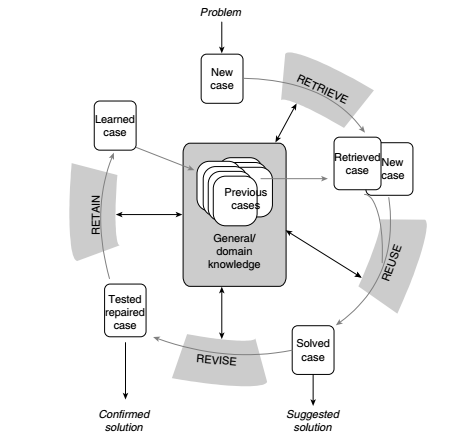 Problem
New
case
RETRIEVE
Learned
case
Retrieved
case
New
case
Previous
cases
RETAIN
General/
domain
knowledge
REUSE
Tested
repaired
case
REVISE
Solved
case
Confirmed
solution
Suggested
solution